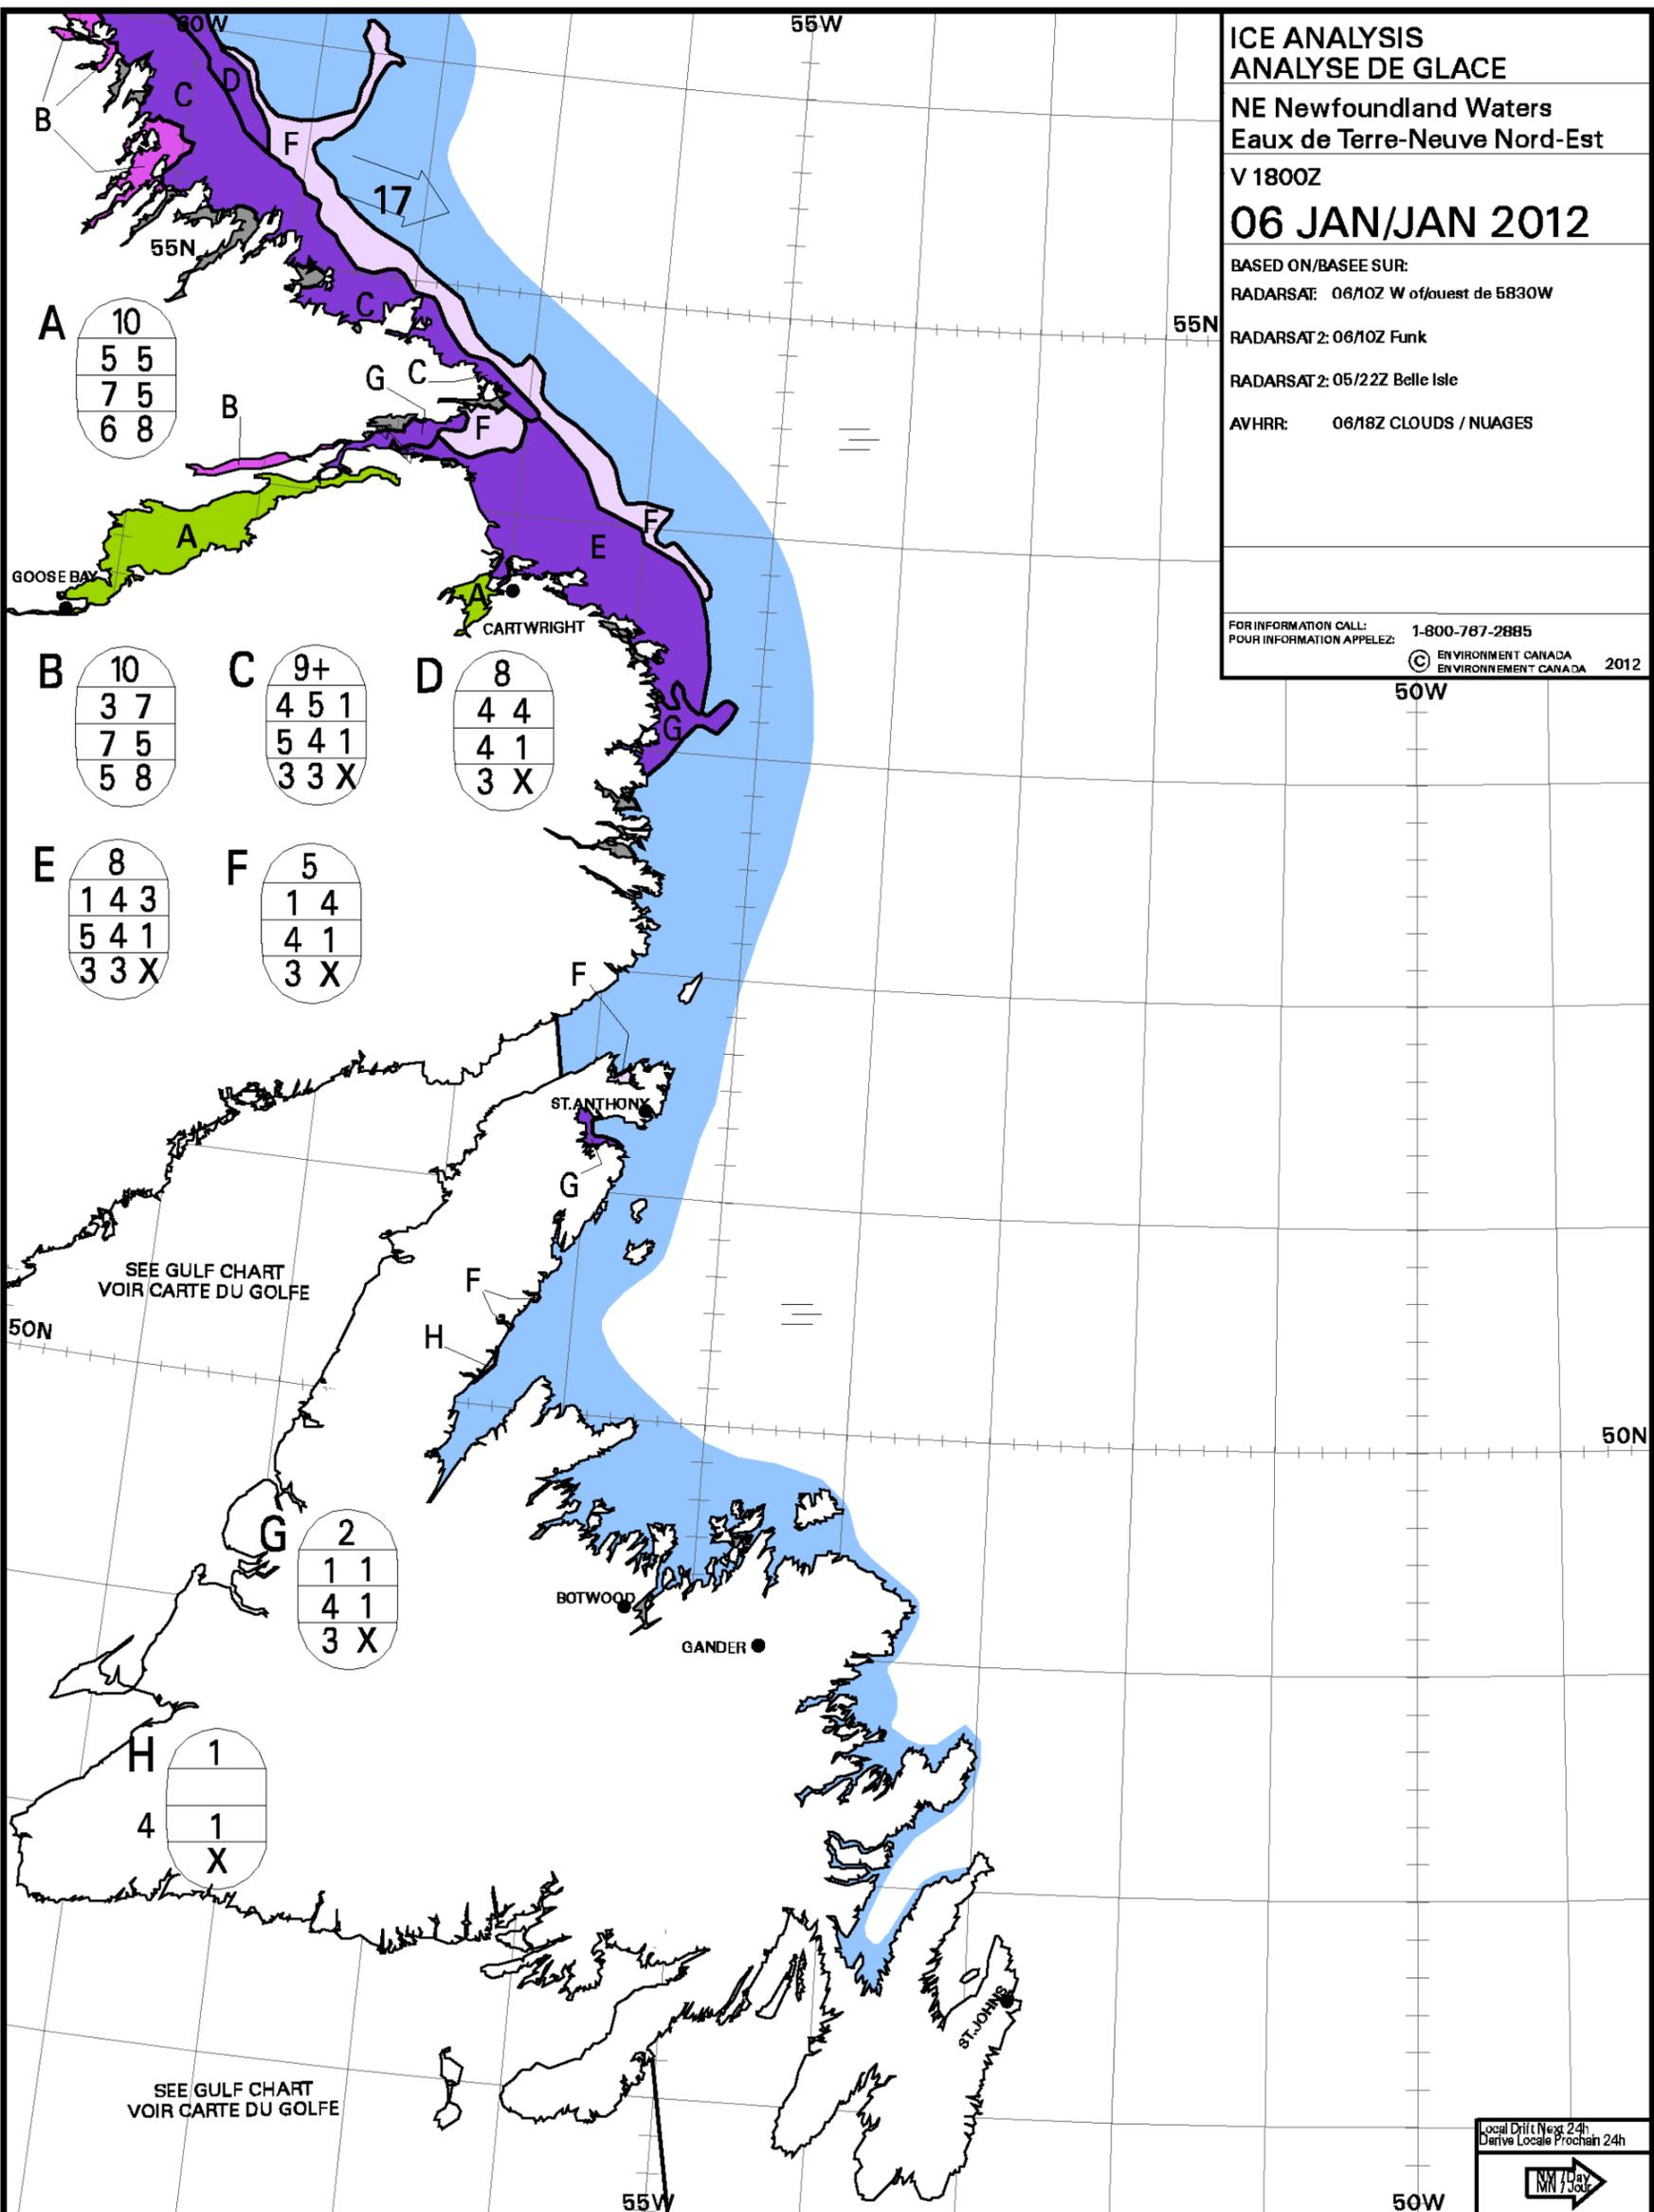 60W
55W
ICE ANALYSIS
ANALYSE DE GLACE
NE Newfoundland Waters
Eaux de Terre-Neuve Nord-Est
V 1800Z
06 JAN/JAN 2012
BASED ON/BASEE SUR:
RADARSAT: 06/10Z W of/ouest de 5830W
RADARSAT 2: 06/10Z Funk
RADARSAT 2: 05/22Z Belle Isle
AVHRR: 06/18Z CLOUDS / NUAGES
FOR INFORMATION CALL:
POUR INFORMATION APPELEZ:
1-800-767-2885
© ENVIRONMENT CANADA
ENVIRONNEMENT CANADA
2012
D
C
B
F
17
55N
C
55N
A
10
5 5
7 5
6 8
G C
B
F
F
A
E
GOOSE BAY
A
CARTWRIGHT
B
10
3 7
7 5
5 8
C
9+
4 5 1
5 4 1
3 3 X
D
8
4 4
4 1
3 X
50W
G
E
8
1 4 3
5 4 1
3 3 X
F
5
1 4
4 1
3 X
F
ST.ANTHONY
G
SEE GULF CHART
VOIR CARTE DU GOLFE
F
50N
H
50N
G
2
1 1
4 1
3 X
BOTWOOD
GANDER
H
1
4 1
X
ST.JOHNS
SEE GULF CHART
VOIR CARTE DU GOLFE
Local Drift Next 24h
Derive Locale Prochain 24h
NM / Day
MN / Jour
55W
50W